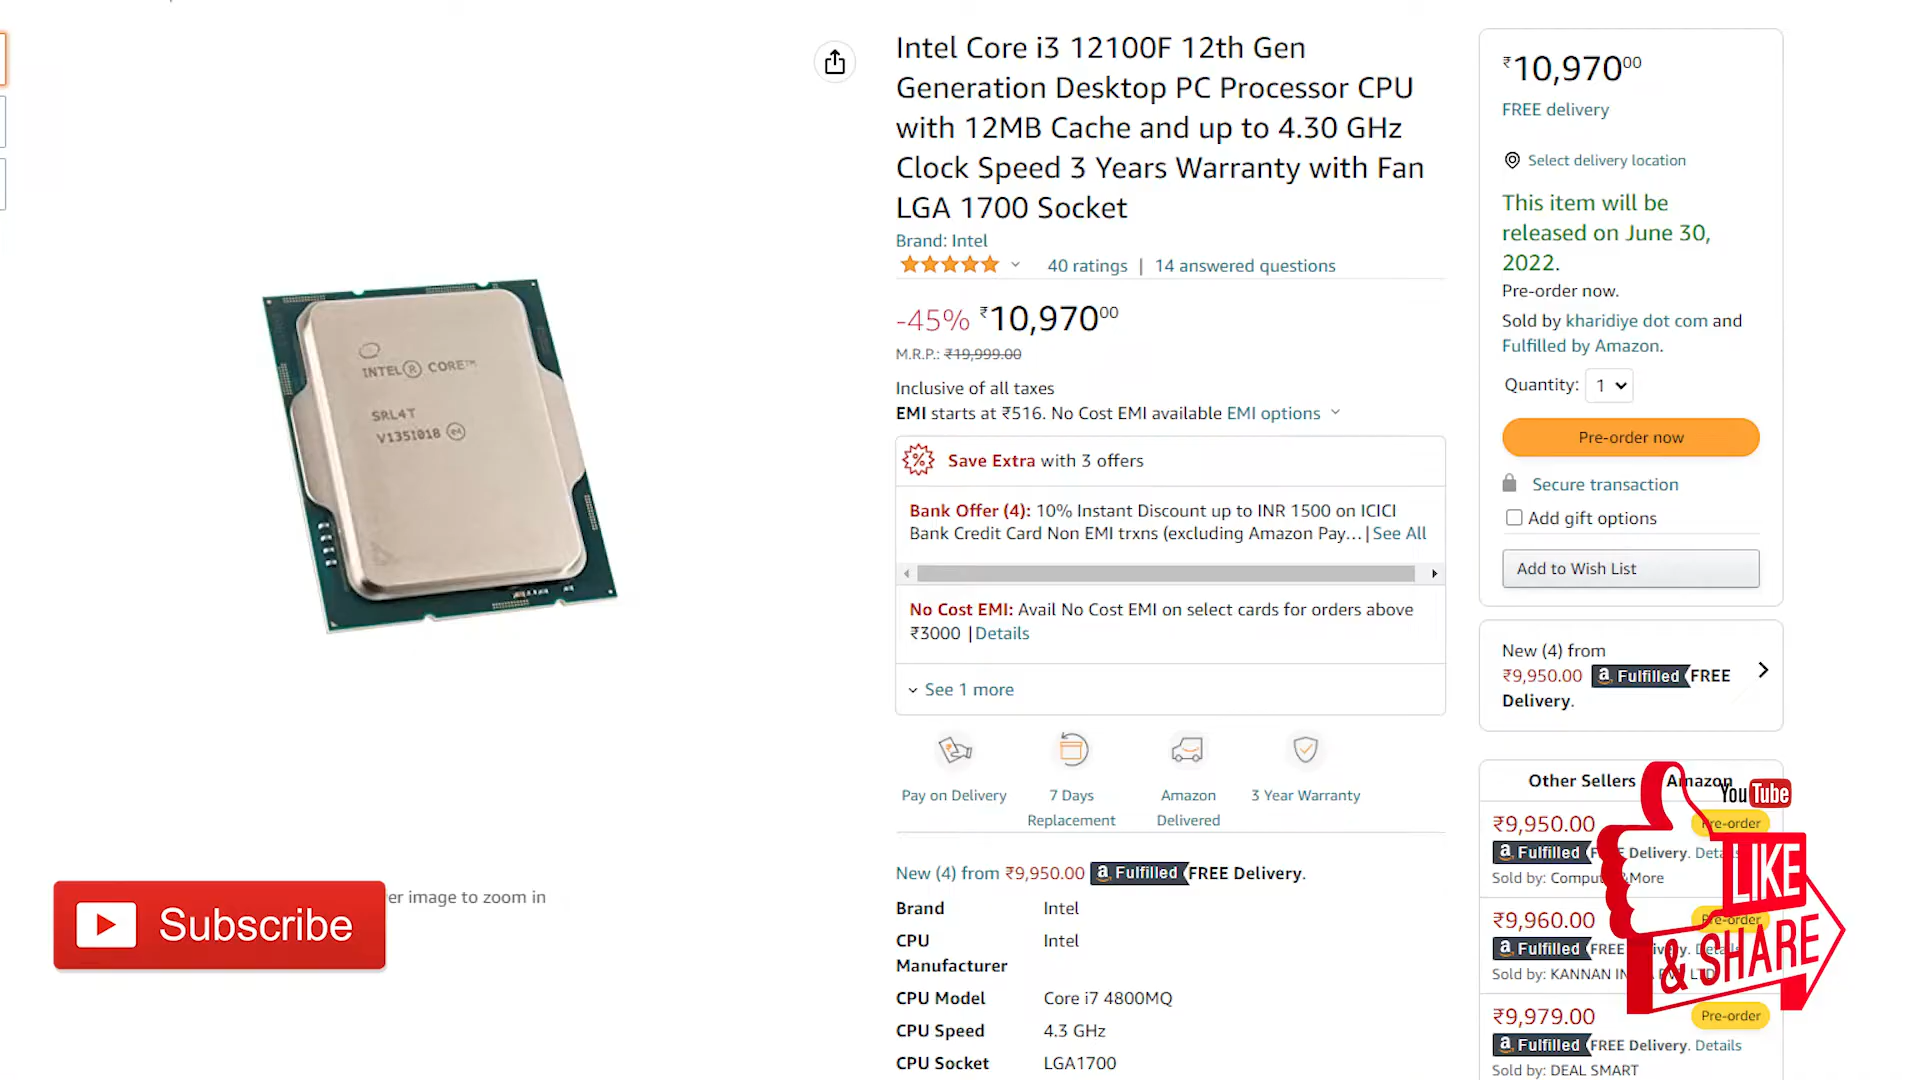 INTEL® CORE™
SRL4T
V135I018 e4
er image to zoom in
Subscribe
Intel Core i3 12100F 12th Gen
Generation Desktop PC Processor CPU
with 12MB Cache and up to 4.30 GHz
Clock Speed 3 Years Warranty with Fan
LGA 1700 Socket
Brand: Intel
40 ratings | 14 answered questions
-45% ₹10,97000
M.R.P.: ₹19,999.00
Inclusive of all taxes
EMI starts at ₹516. No Cost EMI available EMI options
Save Extra with 3 offers
Bank Offer (4): 10% Instant Discount up to INR 1500 on ICICI
Bank Credit Card Non EMI trxns (excluding Amazon Pay… | See All
No Cost EMI: Avail No Cost EMI on select cards for orders above
₹3000 | Details
See 1 more
Pay on Delivery
7 Days
Replacement
Amazon
Delivered
3 Year Warranty
New (4) from ₹9,950.00 a Fulfilled FREE Delivery.
Brand Intel
CPU
Manufacturer
Intel
CPU Model Core i7 4800MQ
CPU Speed 4.3 GHz
CPU Socket LGA1700
₹10,97000
FREE delivery
Select delivery location
This item will be
released on June 30,
2022.
Pre-order now.
Sold by kharidiye dot com and
Fulfilled by Amazon.
Quantity: 1
Pre-order now
Secure transaction
Add gift options
Add to Wish List
New (4) from
₹9,950.00 a Fulfilled FREE
Delivery.
Other Sellers Amazon
₹9,950.00
a Fulfilled Delivery.
Sold by: &More
₹9,960.00
a Fulfilled FREE
Sold by: KANNAN LTD
₹9,979.00 Pre-order
a Fulfilled FREE Delivery. Details
Sold by: DEAL SMART
YouTube
LIKE
& SHARE